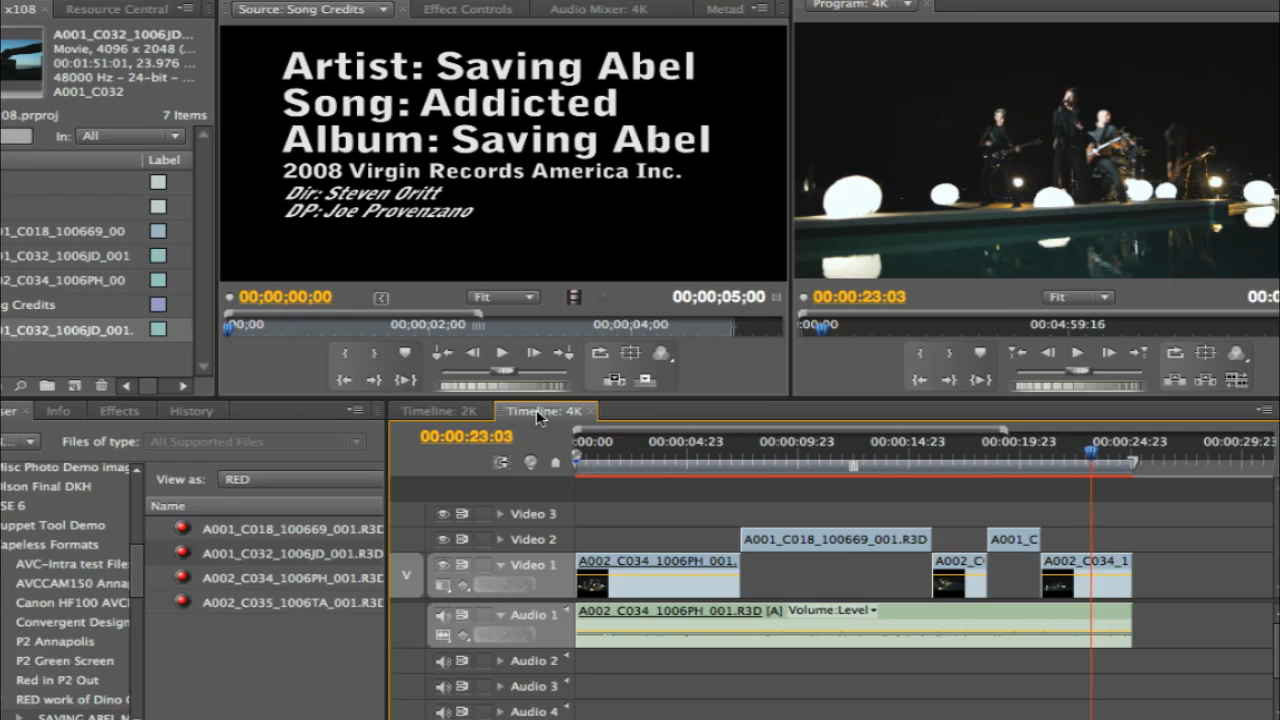 x108
Resource Central
A001_C032_1006JD...
Movie, 4096 x 2048 (...
00:01:51:01, 23.976 ...
48000 Hz - 24-bit - ...
A001_C032
08.prproj
7 Items
In: All
Label
01_C018_100669_00
01_C032_1006JD_001
02_C034_1006PH_00
g Credits
01_C032_1006JD_001.
Source: Song Credits
Effect Controls
Audio Mixer: 4K
Metad
Artist: Saving Abel
Song: Addicted
Album: Saving Abel
2008 Virgin Records America Inc.
Dir: Steven Oritt
DP: Joe Provenzano
00;00;00;00
Fit
00;00;05;00
00;00
00;00;02;00
00;00;04;00
Program: 4K
00:00:23:03
Fit
00:0
:00:00
00:04:59:16
ser
Info
Effects
History
Files of type: All Supported Files
Misc Photo Demo imag
olson Final DKH
SE 6
uppet Tool Demo
apeless Formats
AVC-Intra test File
AVCCAM150 Annap
Canon HF100 AVC
Convergent Design
P2 Annapolis
P2 Green Screen
Red in P2 Out
RED work of Dino
SAVING ABEL M
View as: RED
Name
A001_C018_100669_001.R3D
A001_C032_1006JD_001.R3D
A002_C034_1006PH_001.R3D
A002_C035_1006TA_001.R3D
Timeline: 2K
Timeline: 4K
00:00:23:03
:00:00
00:00:04:23
00:00:09:23
00:00:14:23
00:00:19:23
00:00:24:23
00:00:29:23
Video 3
Video 2
A001_C018_100669_001.R3D
A001_C
V
Video 1
A002_C034_1006PH_001.
A002_C
A002_C034_1
Audio 1
A002_C034_1006PH_001.R3D [A] Volume:Level
Audio 2
Audio 3
Audio 4